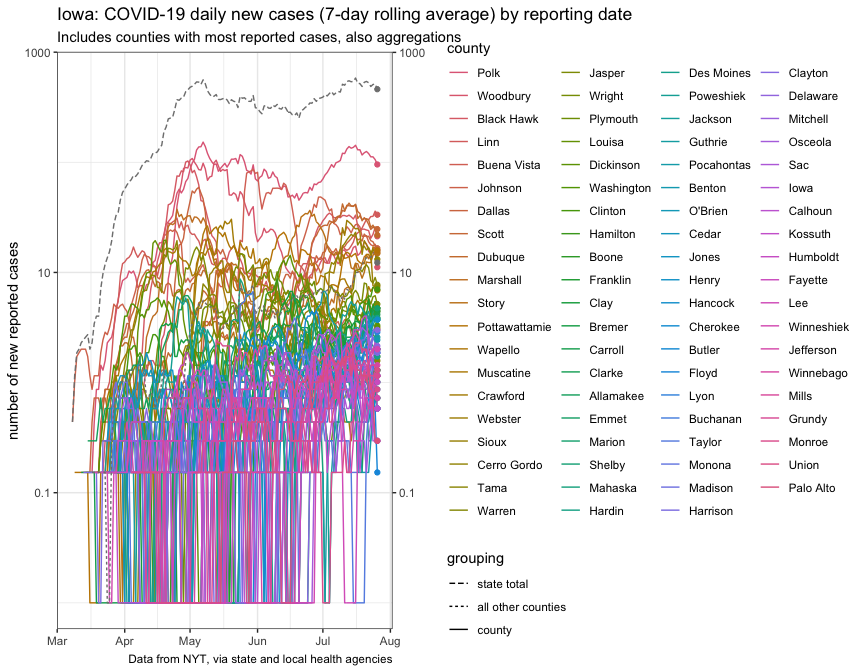 Iowa: COVID-19 daily new cases (7-day rolling average) by reporting date
Includes counties with most reported cases, also aggregations
number of new reported cases
1000
10
0.1
1000
10
0.1
Mar Apr May Jun Jul Aug
Data from NYT, via state and local health agencies
county
Polk
Woodbury
Black Hawk
Linn
Buena Vista
Johnson
Dallas
Scott
Dubuque
Marshall
Story
Pottawattamie
Wapello
Muscatine
Crawford
Webster
Sioux
Cerro Gordo
Tama
Warren
Jasper
Wright
Plymouth
Louisa
Dickinson
Washington
Clinton
Hamilton
Boone
Franklin
Clay
Bremer
Carroll
Clarke
Allamakee
Emmet
Marion
Shelby
Mahaska
Hardin
Des Moines
Poweshiek
Jackson
Guthrie
Pocahontas
Benton
O'Brien
Cedar
Jones
Henry
Hancock
Cherokee
Butler
Floyd
Lyon
Buchanan
Taylor
Monona
Madison
Harrison
Clayton
Delaware
Mitchell
Osceola
Sac
Iowa
Calhoun
Kossuth
Humboldt
Fayette
Lee
Winneshiek
Jefferson
Winnebago
Mills
Grundy
Monroe
Union
Palo Alto
grouping
state total
all other counties
county